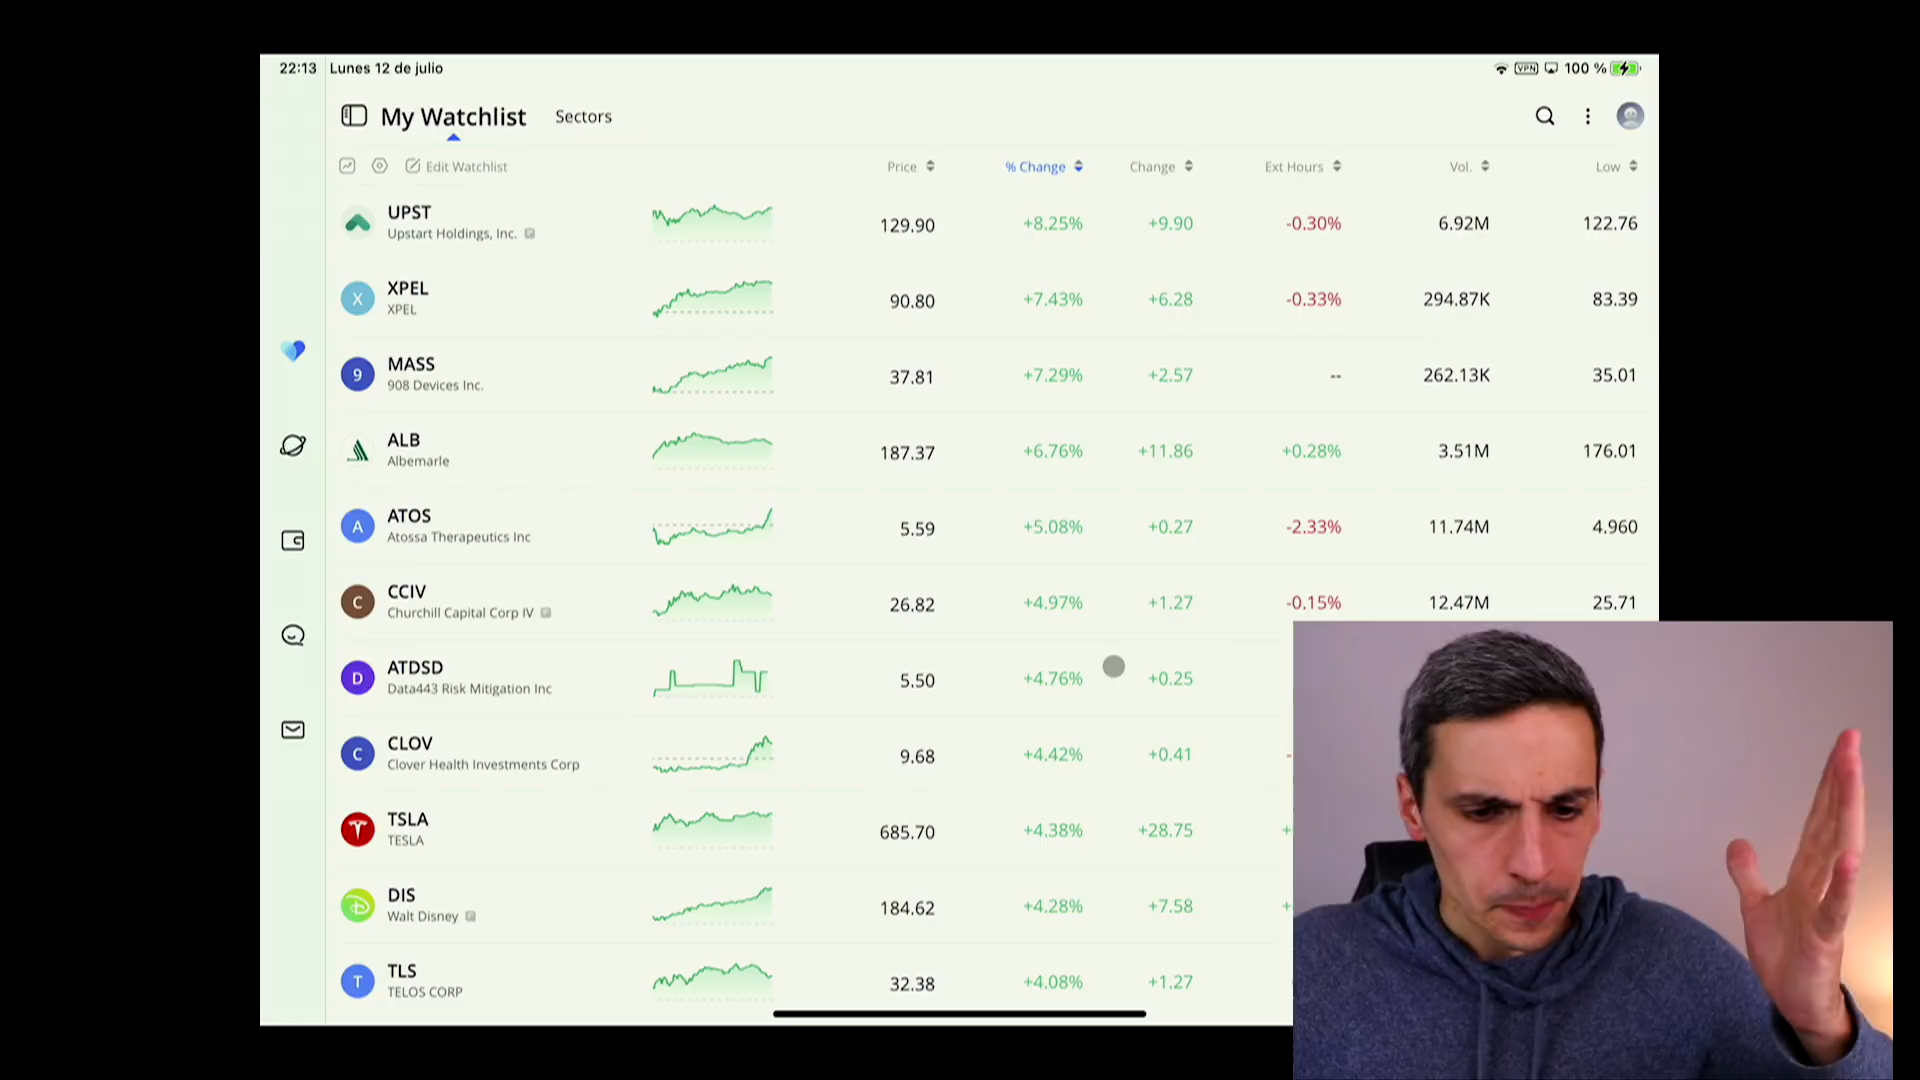 22:13 Lunes 12 de julio VPN 100 %
My Watchlist Sectors
Edit Watchlist Price % Change Change Ext Hours Vol. Low
UPST
Upstart Holdings, Inc.
129.90 +8.25% +9.90 -0.30% 6.92M 122.76
X
XPEL
XPEL
90.80 +7.43% +6.28 -0.33% 294.87K 83.39
9
MASS
908 Devices Inc.
37.81 +7.29% +2.57 -- 262.13K 35.01
ALB
Albemarle
187.37 +6.76% +11.86 +0.28% 3.51M 176.01
A
ATOS
Atossa Therapeutics Inc
5.59 +5.08% +0.27 -2.33% 11.74M 4.960
C
CCIV
Churchill Capital Corp IV
26.82 +4.97% +1.27 -0.15% 12.47M 25.71
D
ATDSD
Data443 Risk Mitigation Inc
5.50 +4.76% +0.25
C
CLOV
Clover Health Investments Corp
9.68 +4.42% +0.41 -
TSLA
TESLA
685.70 +4.38% +28.75 +
DIS
Walt Disney
184.62 +4.28% +7.58 +
T
TLS
TELOS CORP
32.38 +4.08% +1.27